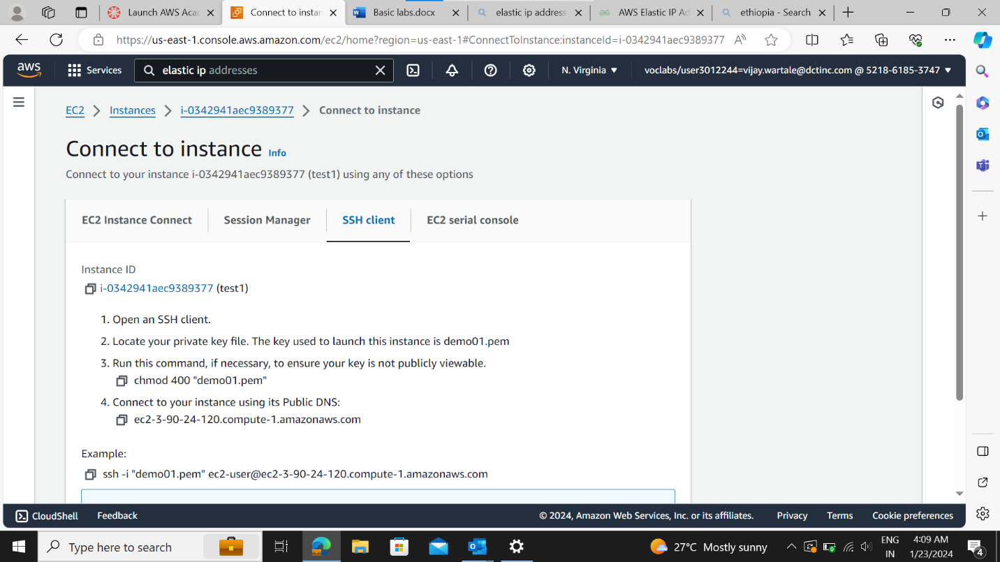 Launch AWS Aca
Connect to instan
Basic labs.docx
elastic ip address
AWS Elastic IP Ad
ethiopia - Search
https://us-east-1.console.aws.amazon.com/ec2/home?region=us-east-1#ConnectToInstance:instanceId=i-0342941aec9389377
aws
Services
elastic ip addresses
N. Virginia
voclabs/user3012244=vijay.wartale@dctinc.com @ 5218-6185-3747
EC2 > Instances > i-0342941aec9389377 > Connect to instance
Connect to instance Info
Connect to your instance i-0342941aec9389377 (test1) using any of these options
EC2 Instance Connect
Session Manager
SSH client
EC2 serial console
Instance ID
i-0342941aec9389377 (test1)
1. Open an SSH client.
2. Locate your private key file. The key used to launch this instance is demo01.pem
3. Run this command, if necessary, to ensure your key is not publicly viewable.
chmod 400 "demo01.pem"
4. Connect to your instance using its Public DNS:
ec2-3-90-24-120.compute-1.amazonaws.com
Example:
ssh -i "demo01.pem" ec2-user@ec2-3-90-24-120.compute-1.amazonaws.com
CloudShell
Feedback
© 2024, Amazon Web Services, Inc. or its affiliates.
Privacy
Terms
Cookie preferences
Type here to search
27°C Mostly sunny
ENG
IN
4:09 AM
1/23/2024
4